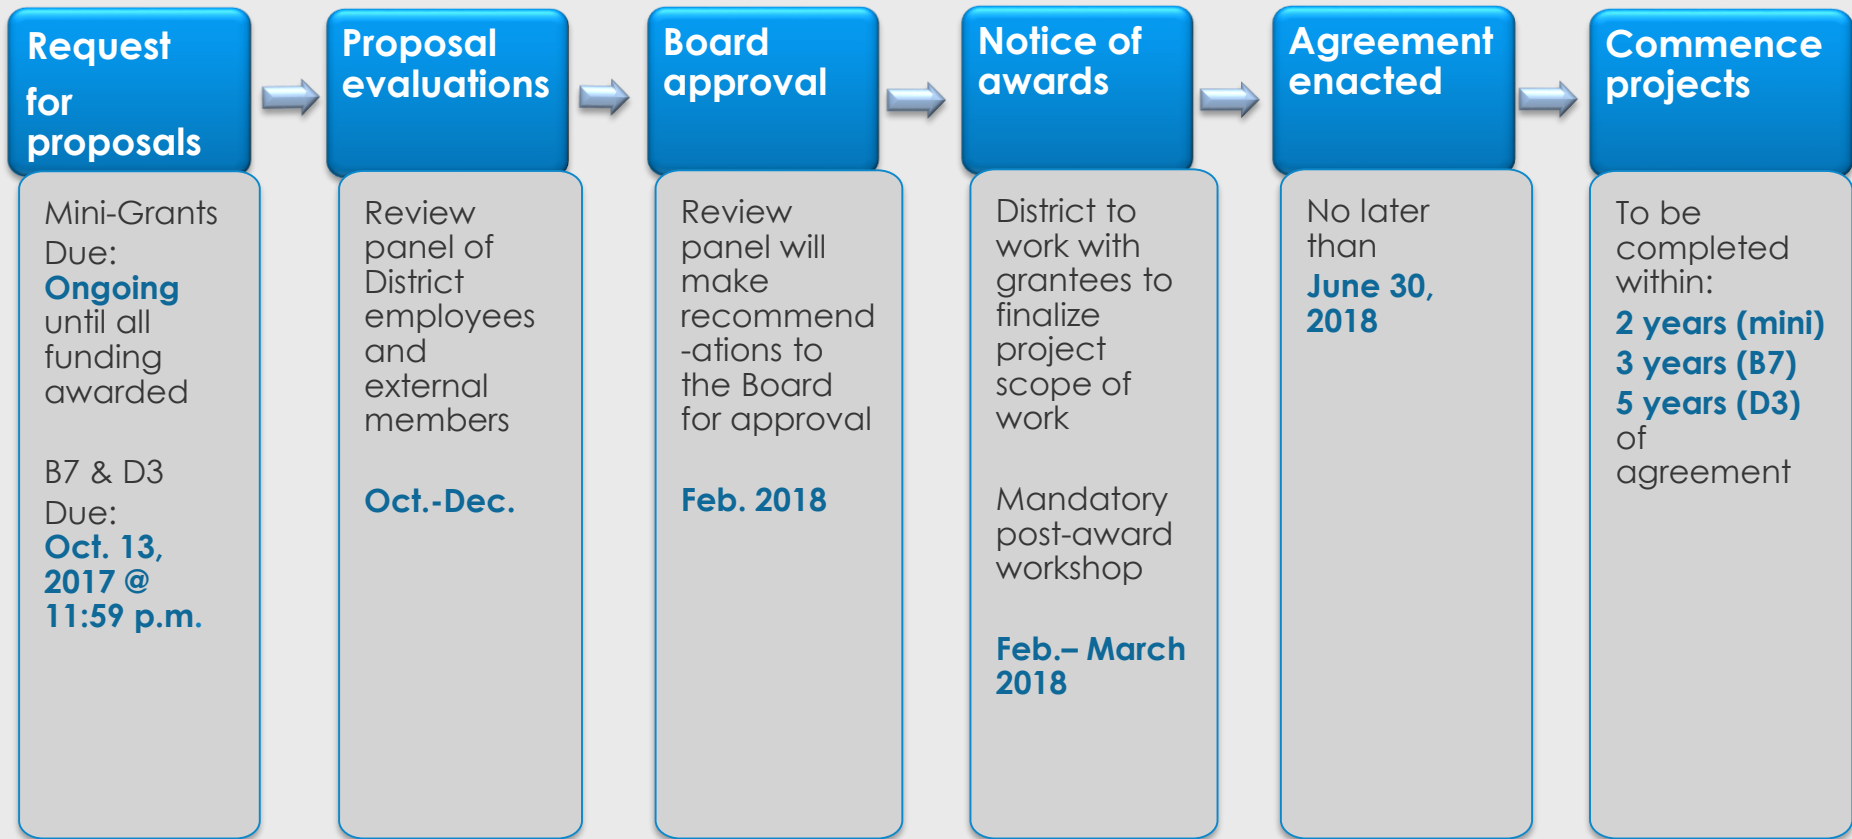 Request
for
proposals
Mini-Grants
Due:
Ongoing
until all
funding
awarded
B7 & D3
Due:
Oct. 13,
2017 @
11:59 p.m.
Proposal
evaluations
Review
panel of
District
employees
and
external
members
Oct.-Dec.
Board
approval
Review
panel will
make
recommend
-ations to
the Board
for approval
Feb. 2018
Notice of
awards
District to
work with
grantees to
finalize
project
scope of
work
Mandatory
post-award
workshop
Feb.– March
2018
Agreement
enacted
No later
than
June 30,
2018
Commence
projects
To be
completed
within:
2 years (mini)
3 years (B7)
5 years (D3)
of
agreement